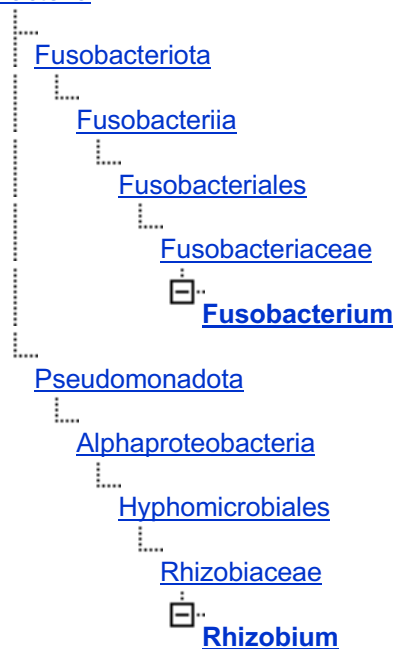 Fusobacteriota
Fusobacteriia
Fusobacteriales
Fusobacteriaceae
Fusobacterium
Pseudomonadota
Alphaproteobacteria
Hyphomicrobiales
Rhizobiaceae
Rhizobium